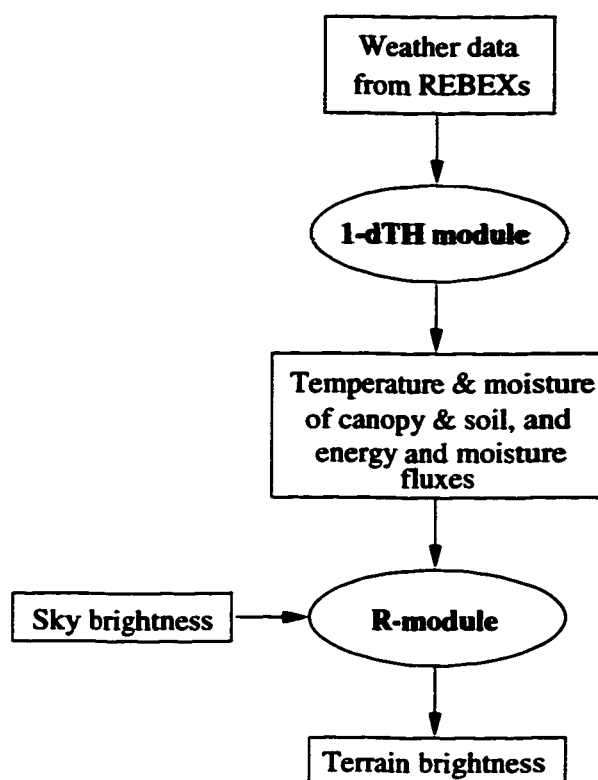 Weather data
from REBEXs
1-dTH module
Temperature & moisture
of canopy & soil, and
energy and moisture
fluxes
Sky brightness
R-module
Terrain brightness